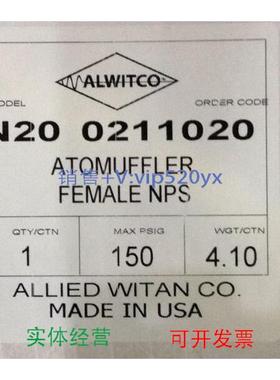 ALWITCO
ODEL ORDER CODE
N20 0211020
销售+V:vip520yx
ATOMUFFLER
FEMALE NPS
QTY/CTN MAX PSIG WGT/CTN
1 150 4.10
ALLIED WITAN CO.
MADE IN USA
实体经营 可开发票